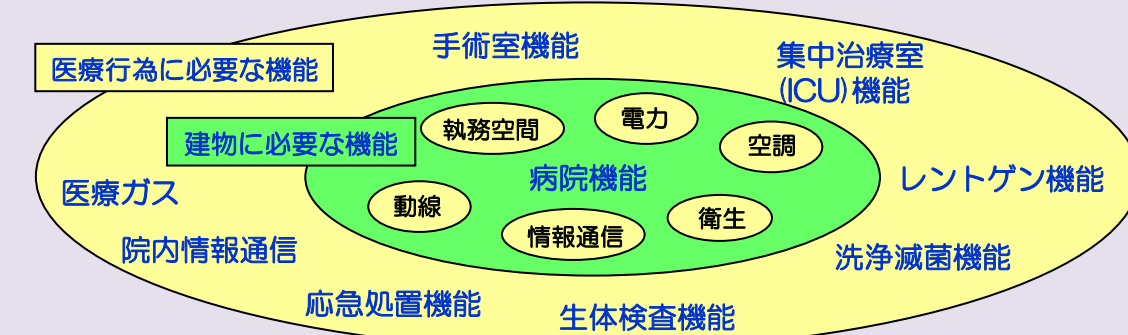 手術室機能
集中治療室
(ICU)機能
医療行為に必要な機能
建物に必要な機能
執務空間
電力
空調
病院機能
医療ガス
レントゲン機能
動線
衛生
情報通信
院内情報通信
洗浄滅菌機能
応急処置機能
生体検査機能